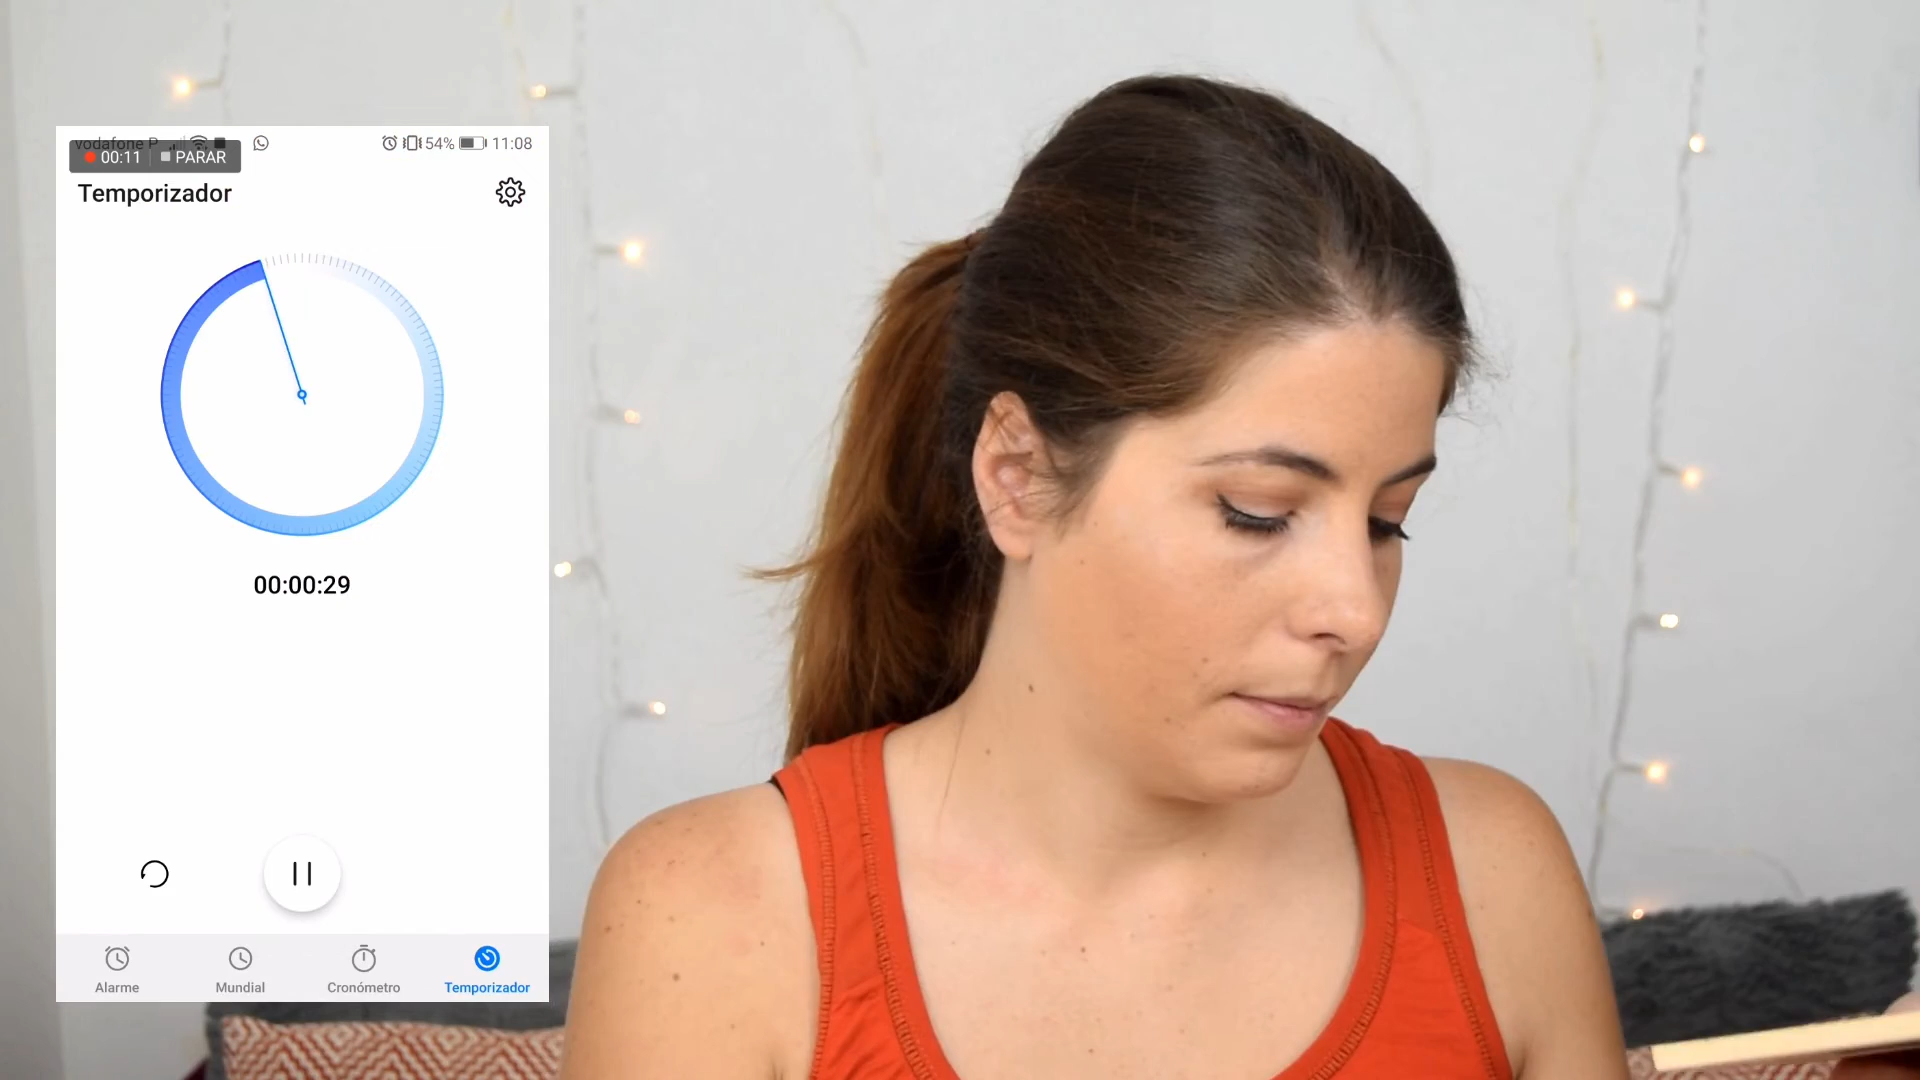 vodafone P
54% 11:08
00:11 PARAR
Temporizador
00:00:29
Alarme
Mundial
Cronómetro
Temporizador